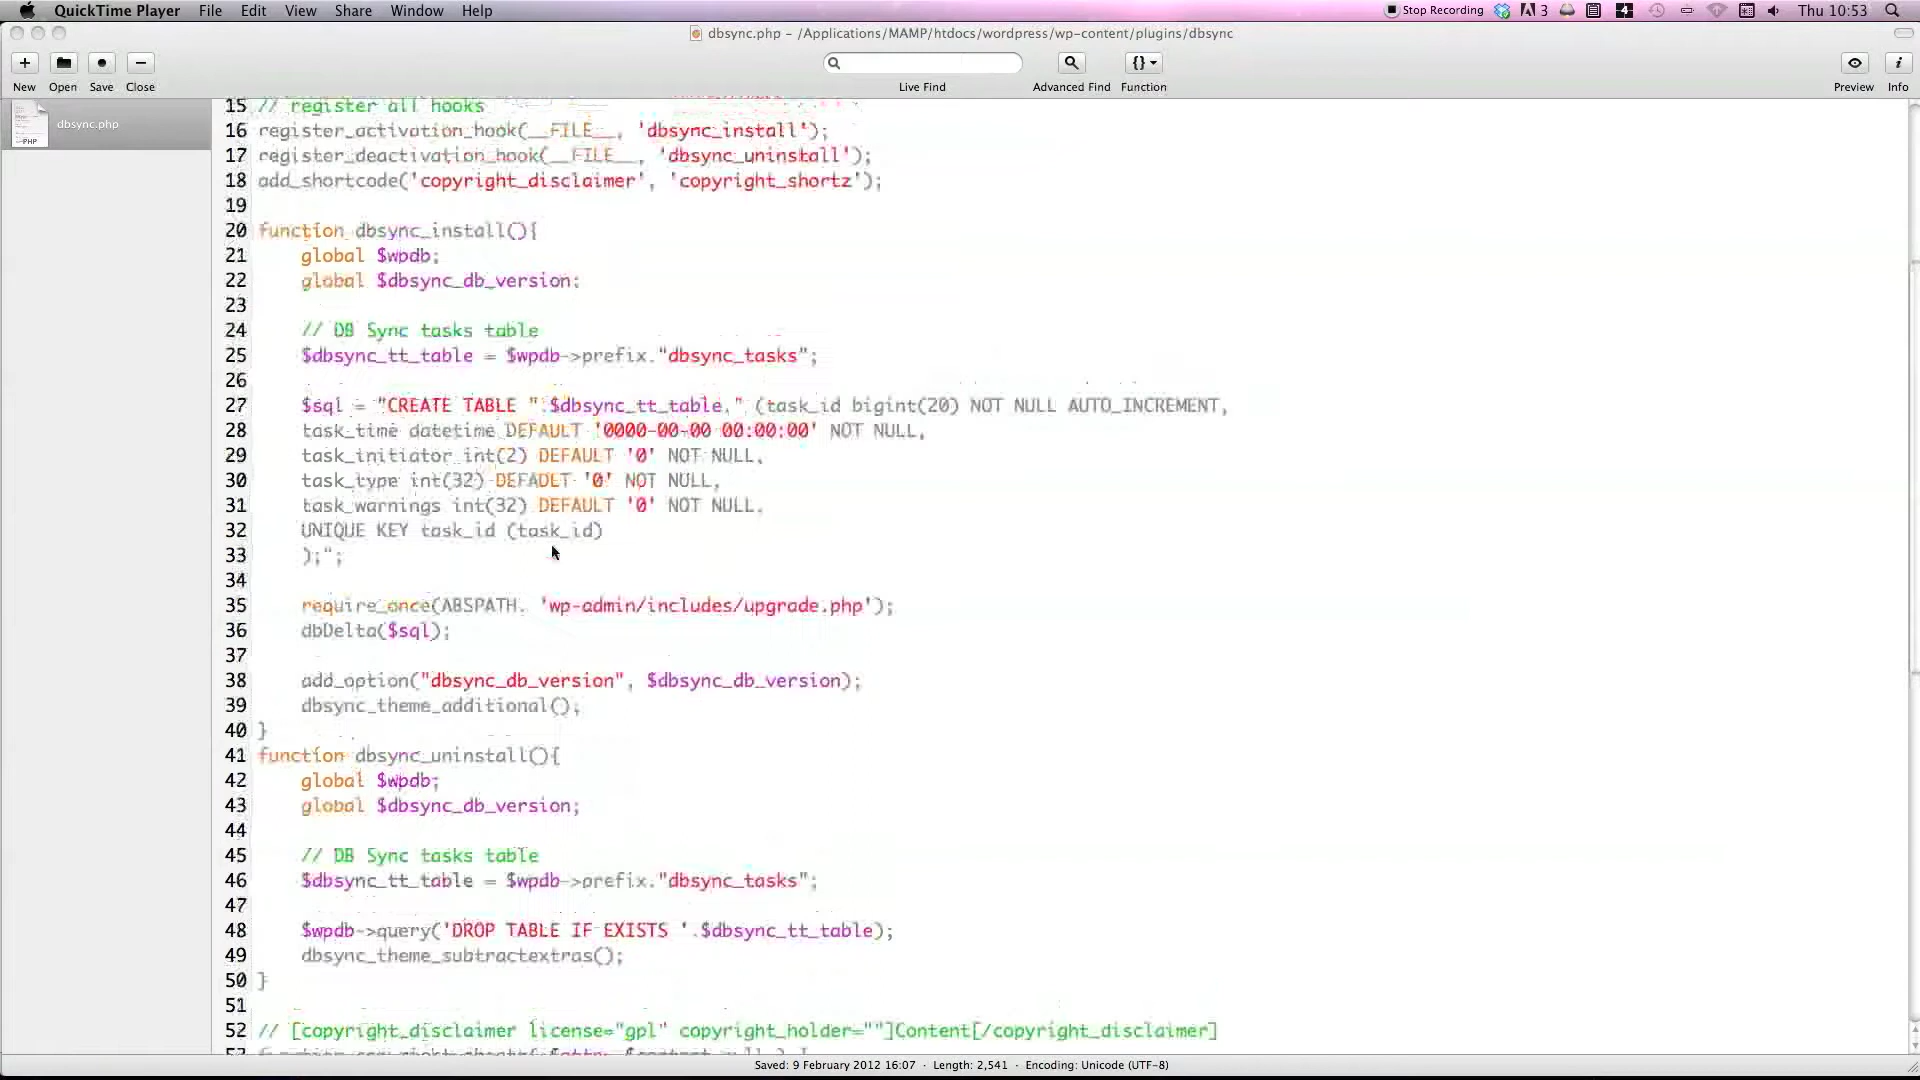 QuickTime Player File Edit View Share Window Help Stop Recording 3 4 Thu 10:53
dbsync.php – /Applications/MAMP/htdocs/wordpress/wp-content/plugins/dbsync
New Open Save Close Live Find Advanced Find {} Function Preview Info
dbsync.php
PHP
15 // register all hooks
16 register_activation_hook(__FILE__, 'dbsync_install');
17 register_deactivation_hook(__FILE__, 'dbsync_uninstall');
18 add_shortcode('copyright_disclaimer', 'copyright_shortz');
19
20 function dbsync_install(){
21 global $wpdb;
22 global $dbsync_db_version;
23
24 // DB Sync tasks table
25 $dbsync_tt_table = $wpdb->prefix."dbsync_tasks";
26
27 $sql = "CREATE TABLE ".$dbsync_tt_table." (task_id bigint(20) NOT NULL AUTO_INCREMENT,
28 task_time datetime DEFAULT '0000-00-00 00:00:00' NOT NULL,
29 task_initiator int(2) DEFAULT '0' NOT NULL,
30 task_type int(32) DEFADLT '0' NOT NULL,
31 task_warnings int(32) DEFAULT '0' NOT NULL,
32 UNIQUE KEY task_id (task_id)
33 );";
34
35 require_once(ABSPATH. 'wp-admin/includes/upgrade.php');
36 dbDelta($sql);
37
38 add_option("dbsync_db_version", $dbsync_db_version);
39 dbsync_theme_additional();
40 }
41 function dbsync_uninstall(){
42 global $wpdb;
43 global $dbsync_db_version;
44
45 // DB Sync tasks table
46 $dbsync_tt_table = $wpdb->prefix."dbsync_tasks";
47
48 $wpdb->query('DROP TABLE IF EXISTS '.$dbsync_tt_table);
49 dbsync_theme_subtractextras();
50 }
51
52 // [copyright_disclaimer license="gpl" copyright_holder=""]Content[/copyright_disclaimer]
Saved: 9 February 2012 16:07 · Length: 2,541 · Encoding: Unicode (UTF-8)